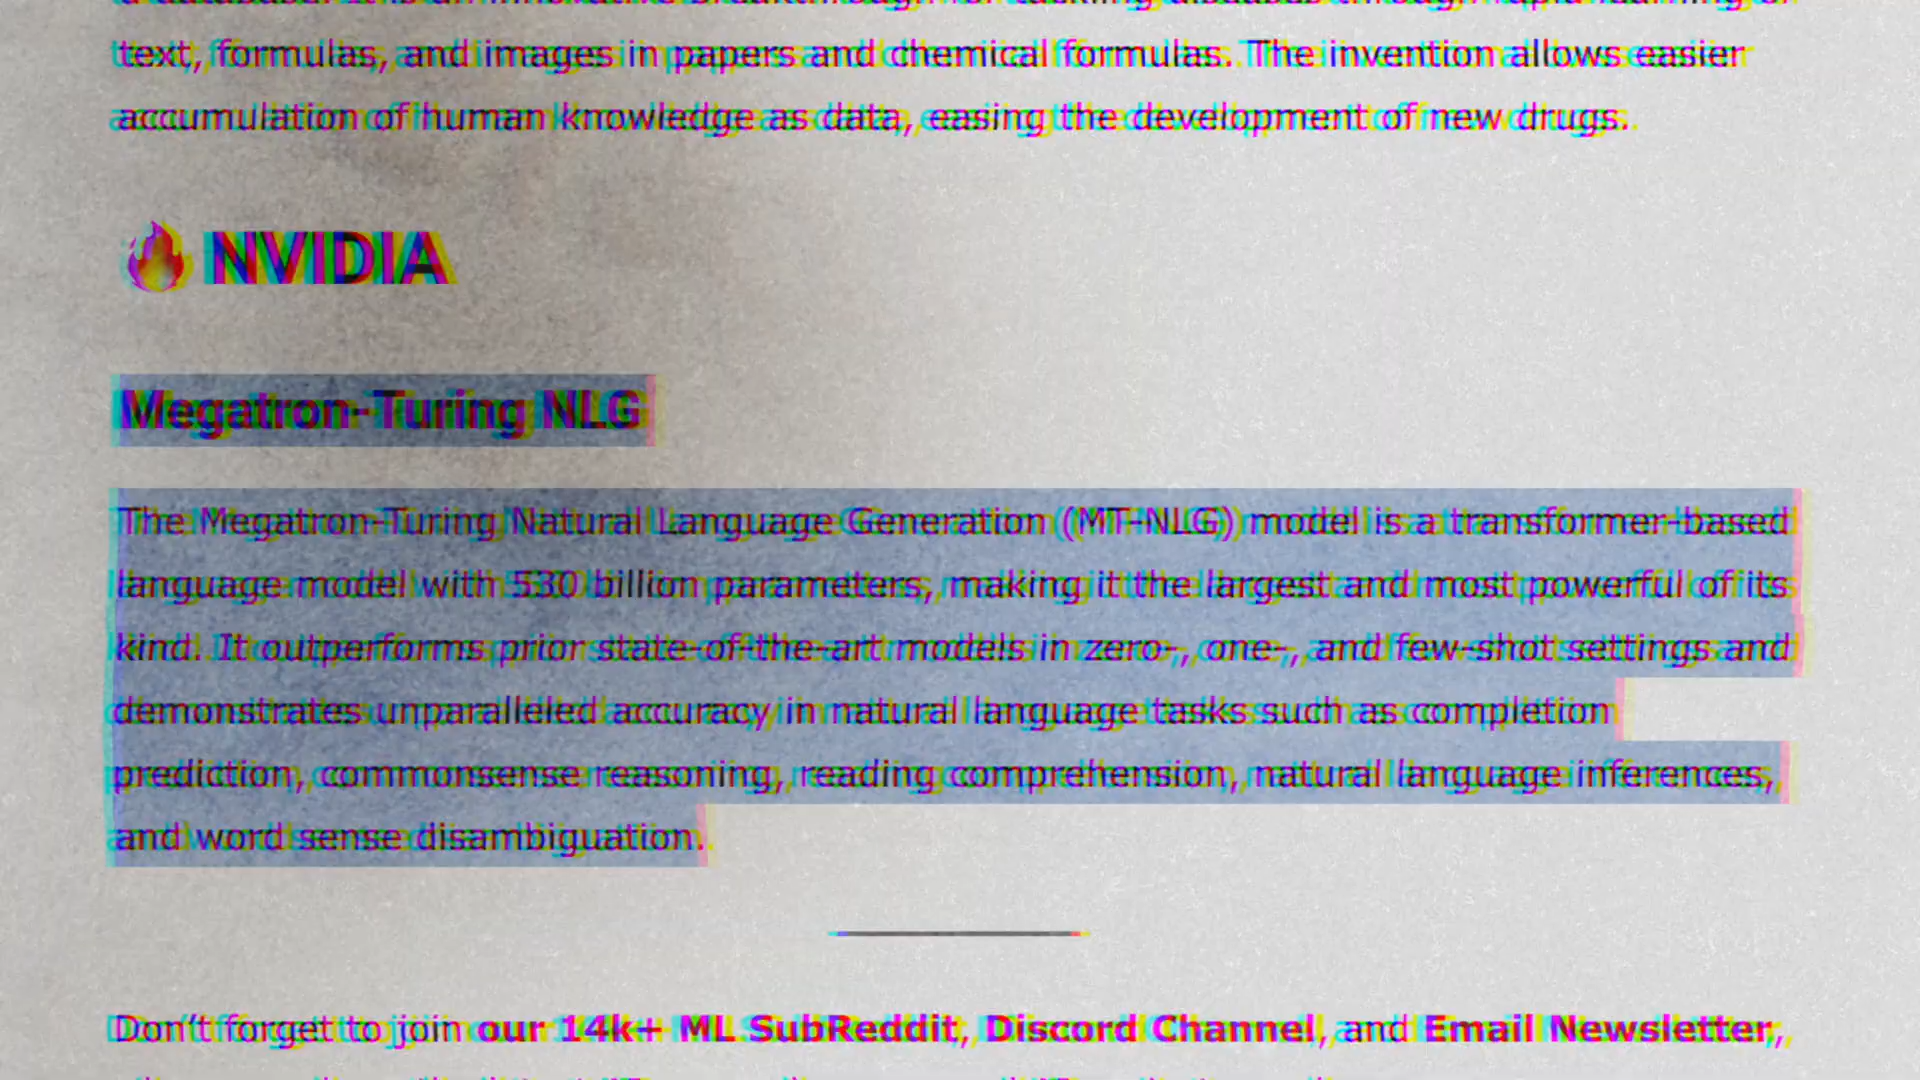 text, formulas, and images in papers and chemical formulas. The invention allows easier
accumulation of human knowledge as data, easing the development of new drugs.
🔥 NVIDIA
Megatron-Turing NLG
The Megatron-Turing Natural Language Generation (MT-NLG) model is a transformer-based
language model with 530 billion parameters, making it the largest and most powerful of its
kind. It outperforms prior state-of-the-art models in zero-, one-, and few-shot settings and
demonstrates unparalleled accuracy in natural language tasks such as completion
prediction, commonsense reasoning, reading comprehension, natural language inferences,
and word sense disambiguation.
Don't forget to join our 14k+ ML SubReddit, Discord Channel, and Email Newsletter,